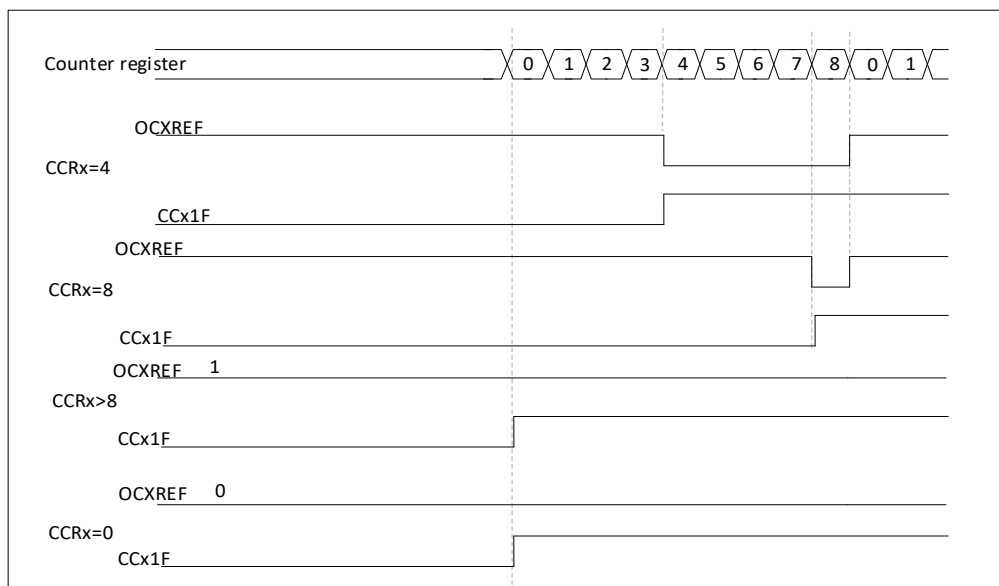 Counter register 0 1 2 3 4 5 6 7 8 0 1
OCXREF
CCRx=4
CCx1F
OCXREF
CCRx=8
CCx1F
OCXREF 1
CCRx>8
CCx1F
OCXREF 0
CCRx=0
CCx1F